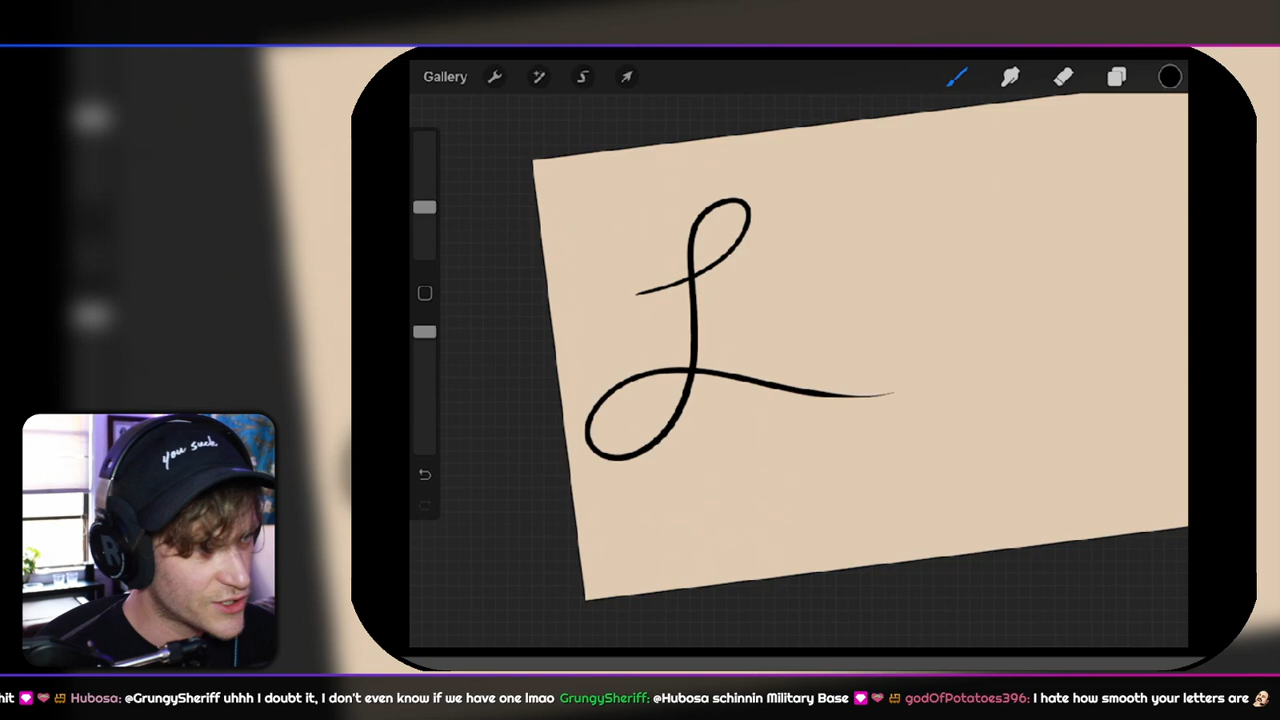 Gallery
L
you suck
R
hit Hubosa: @GrungySheriff uhhh I doubt it, I don't even know if we have one lmao GrungySheriff: @Hubosa schinnin Military Base godOfPotatoes396: I hate how smooth your letters are